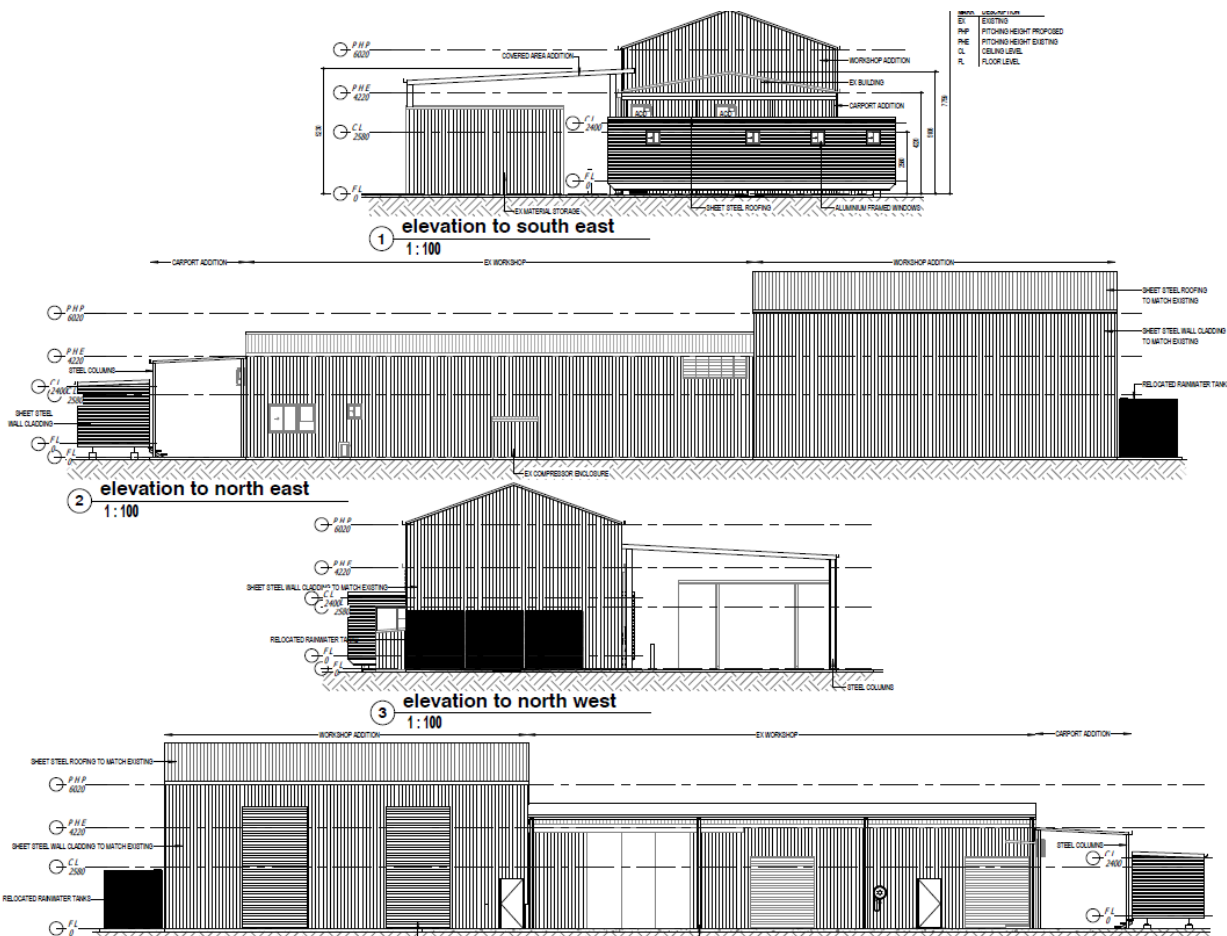 MARK DESCRIPTION
EX EXISTING
PHP PITCHING HEIGHT PROPOSED
PHE PITCHING HEIGHT EXISTING
CL CEILING LEVEL
FL FLOOR LEVEL
PHP
6020
COVERED AREA ADDITION
WORKSHOP ADDITION
EX BUILDING
PHE
4220
CARPORT ADDITION
7759
CL
2400
CL
2580
FL
0
FL
0
EX MATERIAL STORAGE
SHEET STEEL ROOFING
ALUMINIUM FRAMED WINDOWS
1
elevation to south east
1 : 100
CARPORT ADDITION
EX WORKSHOP
WORKSHOP ADDITION
PHP
6020
SHEET STEEL ROOFING
TO MATCH EXISTING
SHEET STEEL WALL CLADDING
TO MATCH EXISTING
PHE
4220
STEEL COLUMNS
CL
2400
CL
2580
RELOCATED RAINWATER TANK
SHEET STEEL
WALL CLADDING
FL
0
FL
0
EX COMPRESSOR ENCLOSURE
2
elevation to north east
1 : 100
PHP
6020
PHE
4220
SHEET STEEL WALL CLADDING TO MATCH EXISTING
CL
2400
CL
2580
RELOCATED RAINWATER TANKS
FL
0
FL
0
STEEL COLUMNS
3
elevation to north west
1 : 100
WORKSHOP ADDITION
EX WORKSHOP
CARPORT ADDITION
SHEET STEEL ROOFING TO MATCH EXISTING
PHP
6020
PHE
4220
SHEET STEEL WALL CLADDING TO MATCH EXISTING
STEEL COLUMNS
CL
2580
CL
2400
RELOCATED RAINWATER TANKS
FL
0
FL
0